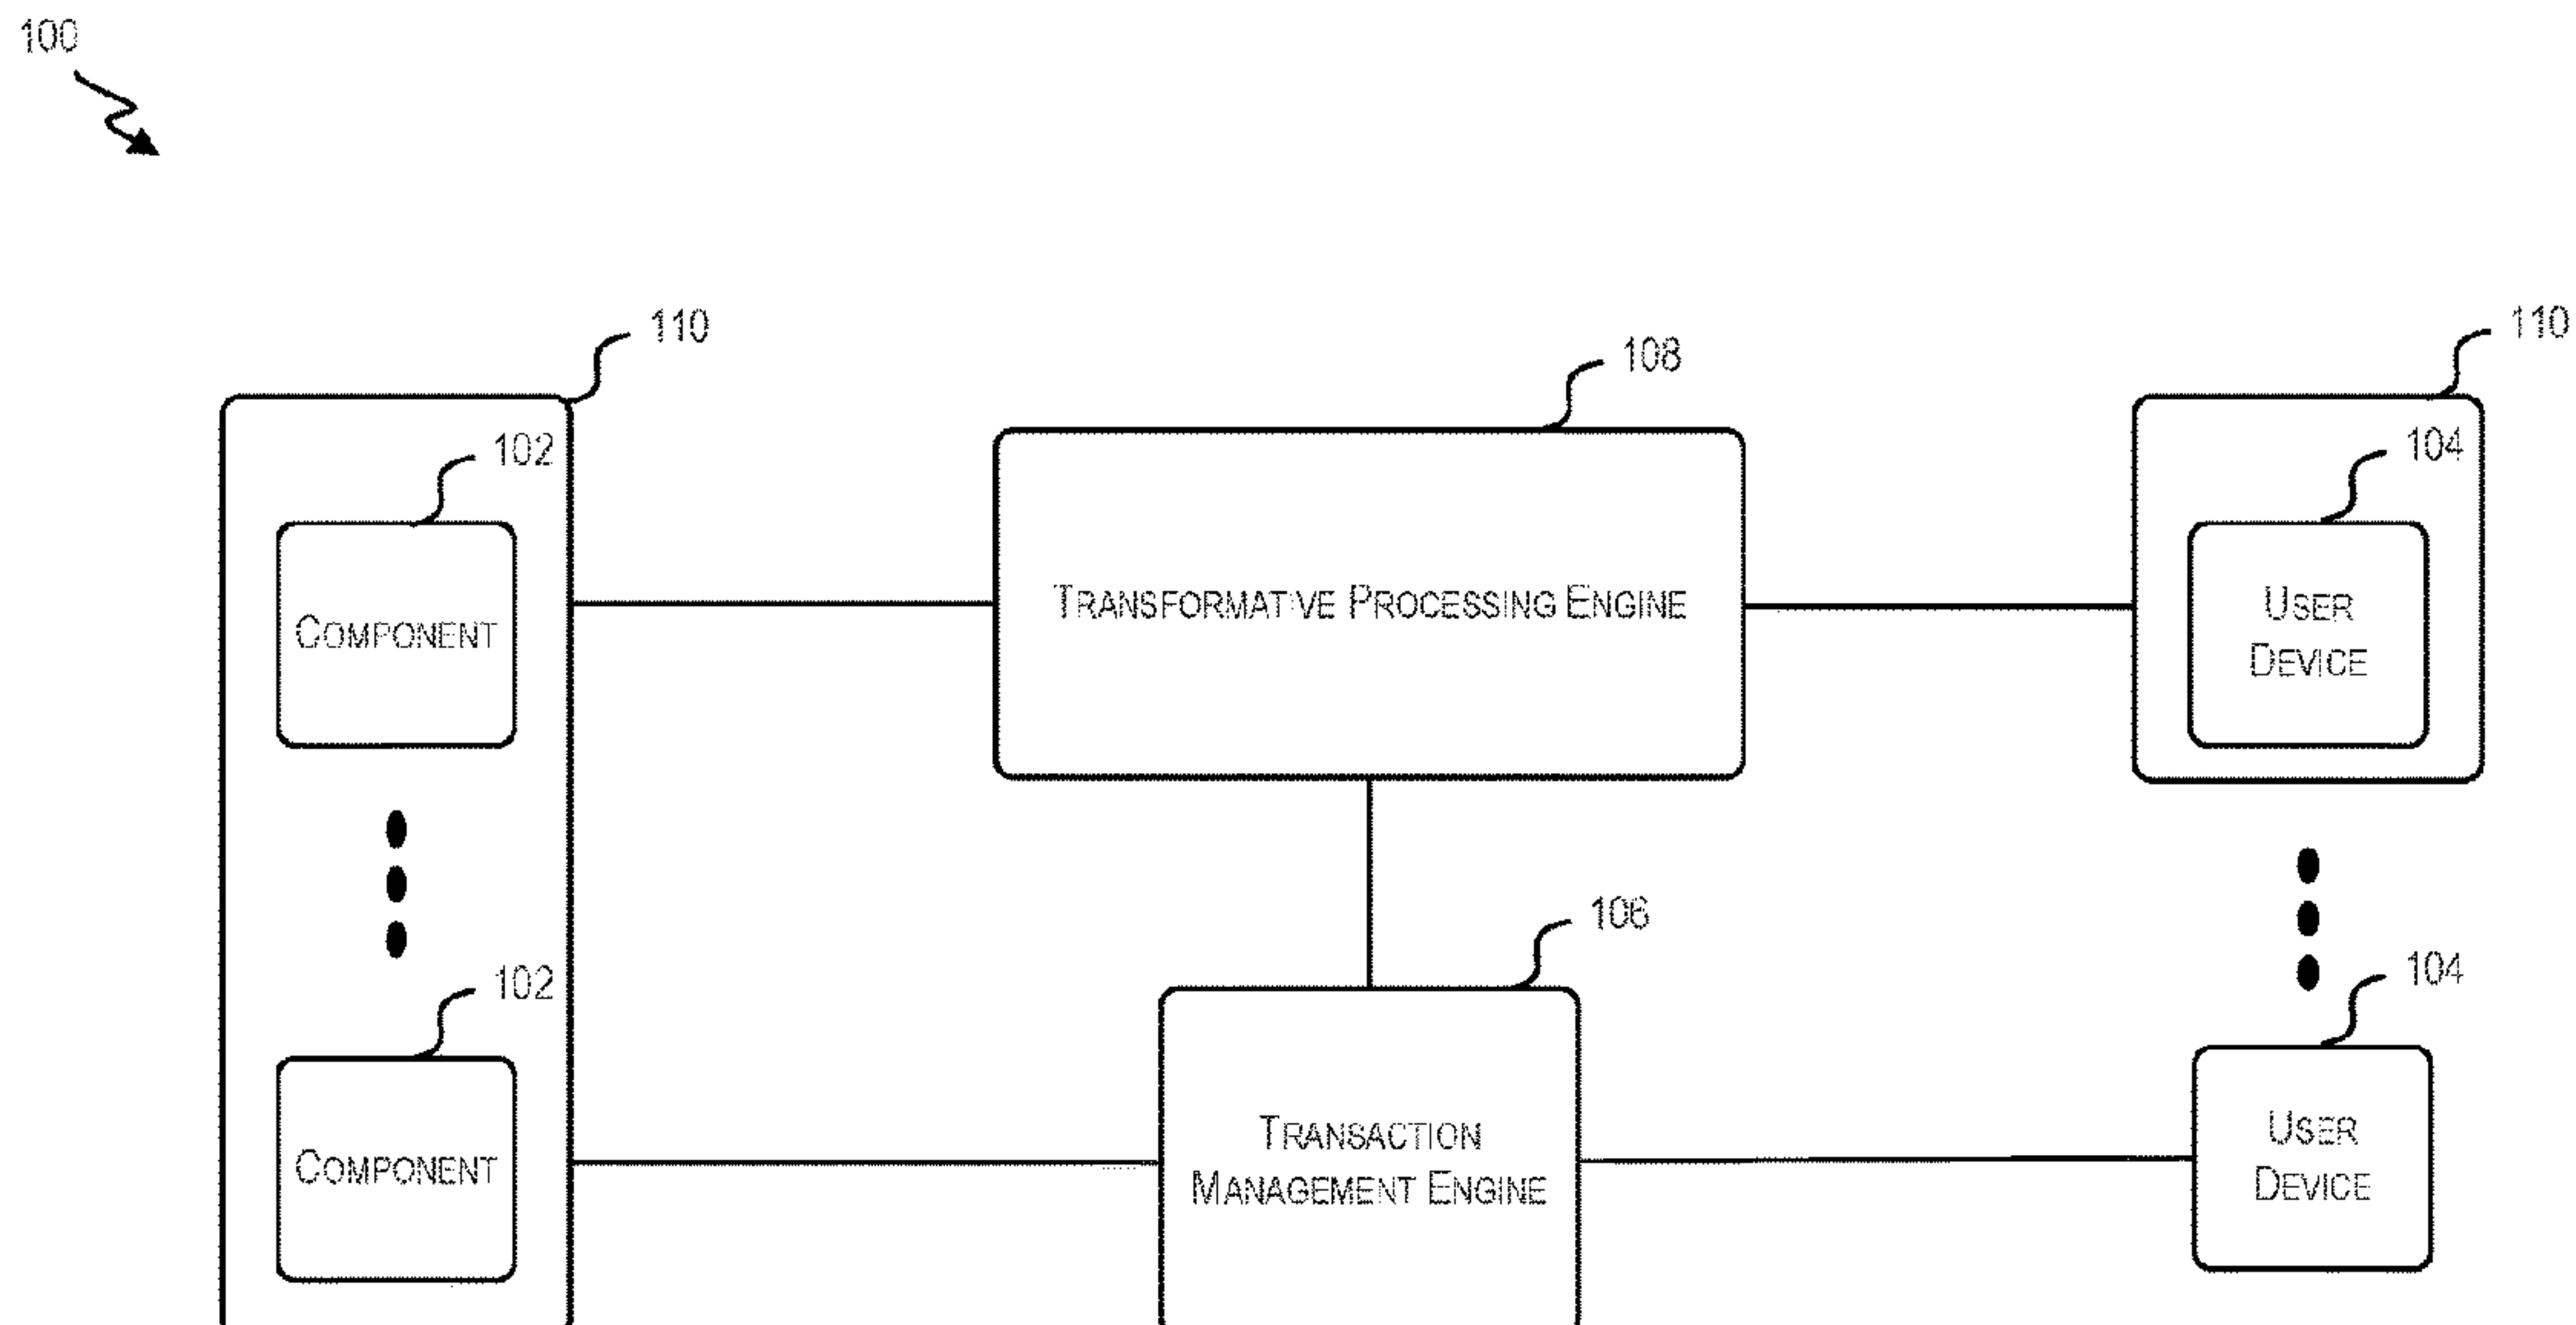 100
110
110
108
102
104
TRANSFORMATIVE PROCESSING ENGINE
USER
DEVICE
COMPONENT
106
104
102
TRANSACTION
MANAGEMENT ENGINE
USER
DEVICE
COMPONENT